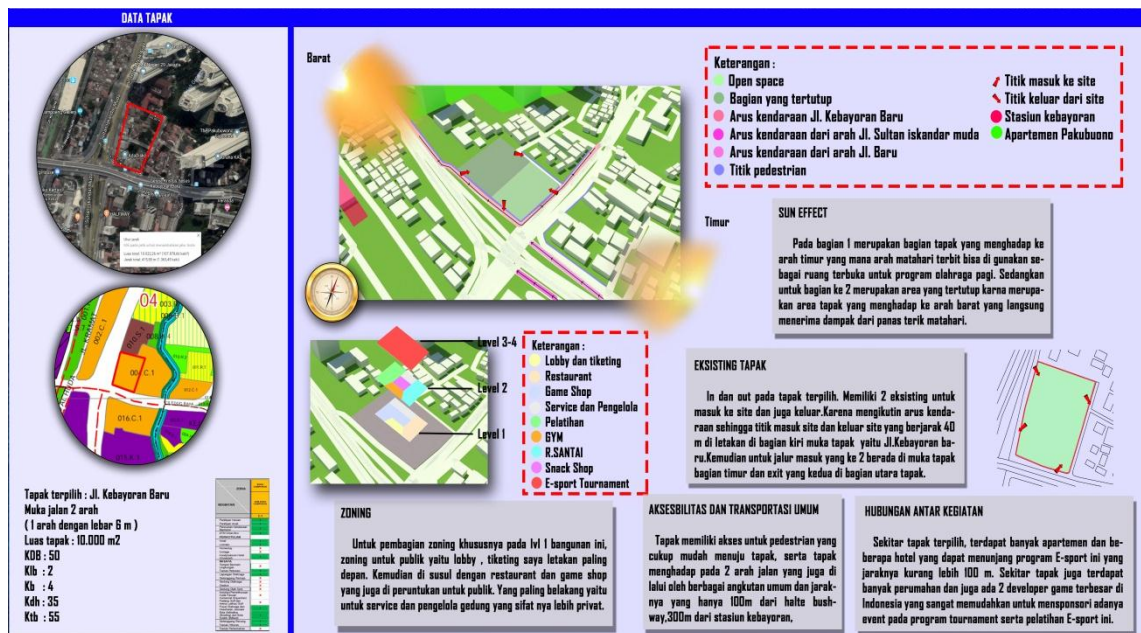 DATA TAPAK
Tapak terpilih : Jl. Kebayoran Baru
Muka jalan 2 arah
( 1 arah dengan lebar 6 m )
Luas tapak : 10.000 m2
KDB : 50
Klb : 2
Kb : 4
Kdh : 35
Ktb : 55
04
002.C.1
016.C.1
Barat
Timur
Keterangan :
Open space
Bagian yang tertutup
Arus kendaraan Jl. Kebayoran Baru
Arus kendaraan dari arah Jl. Sultan iskandar muda
Arus kendaraan dari arah Jl. Baru
Titik pedestrian
Titik masuk ke site
Titik keluar dari site
Stasiun kebayoran
Apartemen Pakubuono
SUN EFFECT
Pada bagian 1 merupakan bagian tapak yang menghadap ke
arah timur yang mana arah matahari terbit bisa di gunakan se-
bagai ruang terbuka untuk program olahraga pagi. Sedangkan
untuk bagian ke 2 merupakan area yang tertutup karna merupa-
kan area tapak yang menghadap ke arah barat yang langsung
menerima dampak dari panas terik matahari.
Level 3-4
Level 2
Level 1
Keterangan :
Lobby dan tiketing
Restaurant
Game Shop
Service dan Pengelola
Pelatihan
GYM
R.SANTAI
Snack Shop
E-sport Tournament
EKSISTING TAPAK
In dan out pada tapak terpilih. Memiliki 2 eksisting untuk
masuk ke site dan juga keluar.Karena mengikutin arus kenda-
raan sehingga titik masuk site dan keluar site yang berjarak 40
m di letakan di bagian kiri muka tapak yaitu Jl.Kebayoran ba-
ru.Kemudian untuk jalur masuk yang ke 2 berada di muka tapak
bagian timur dan exit yang kedua di bagian utara tapak.
ZONING
Untuk pembagian zoning khususnya pada lvl 1 bangunan ini,
zoning untuk publik yaitu lobby , tiketing saya letakan paling
depan. Kemudian di susul dengan restaurant dan game shop
yang juga di peruntukan untuk publik. Yang paling belakang yaitu
untuk service dan pengelola gedung yang sifat nya lebih privat.
AKSESBILITAS DAN TRANSPORTASI UMUM
Tapak memiliki akses untuk pedestrian yang
cukup mudah menuju tapak, serta tapak
menghadap pada 2 arah jalan yang juga di
lalui oleh berbagai angkutan umum dan jarak-
nya yang hanya 100m dari halte bush-
way,300m dari stasiun kebayoran,
HUBUNGAN ANTAR KEGIATAN
Sekitar tapak terpilih, terdapat banyak apartemen dan be-
berapa hotel yang dapat menunjang program E-sport ini yang
jaraknya kurang lebih 100 m. Sekitar tapak juga terdapat
banyak perumahan dan juga ada 2 developer game terbesar di
Indonesia yang sangat memudahkan untuk mensponsori adanya
event pada program tournament serta pelatihan E-sport ini.